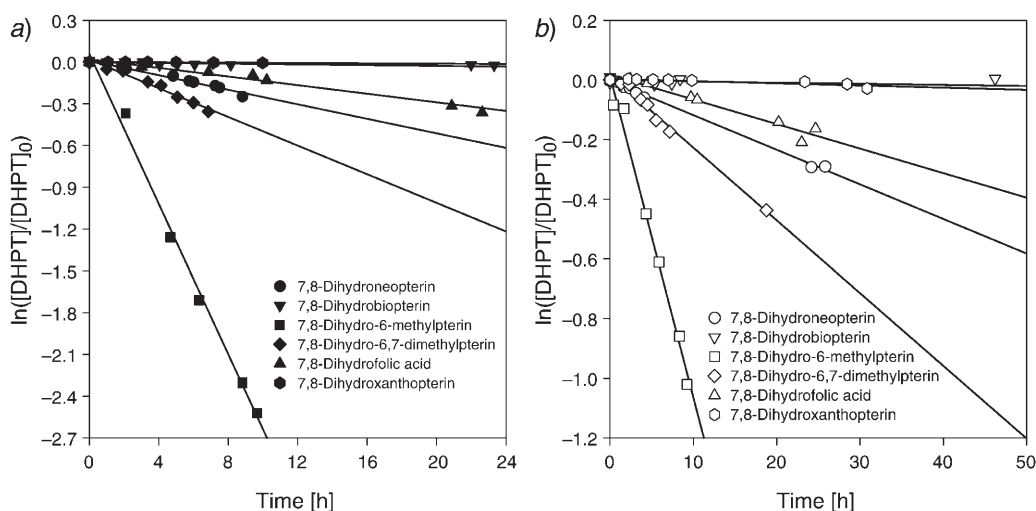 a)
ln([DHPT]/[DHPT]0)
0.3
0.0
–0.3
–0.6
–0.9
–1.2
–1.5
–1.8
–2.1
–2.4
–2.7
7,8-Dihydroneopterin
7,8-Dihydrobiopterin
7,8-Dihydro-6-methylpterin
7,8-Dihydro-6,7-dimethylpterin
7,8-Dihydrofolic acid
7,8-Dihydroxanthopterin
0 4 8 12 16 20 24
Time [h]
b)
ln([DHPT]/[DHPT]0)
0.2
0.0
–0.2
–0.4
–0.6
–0.8
–1.0
–1.2
7,8-Dihydroneopterin
7,8-Dihydrobiopterin
7,8-Dihydro-6-methylpterin
7,8-Dihydro-6,7-dimethylpterin
7,8-Dihydrofolic acid
7,8-Dihydroxanthopterin
0 10 20 30 40 50
Time [h]